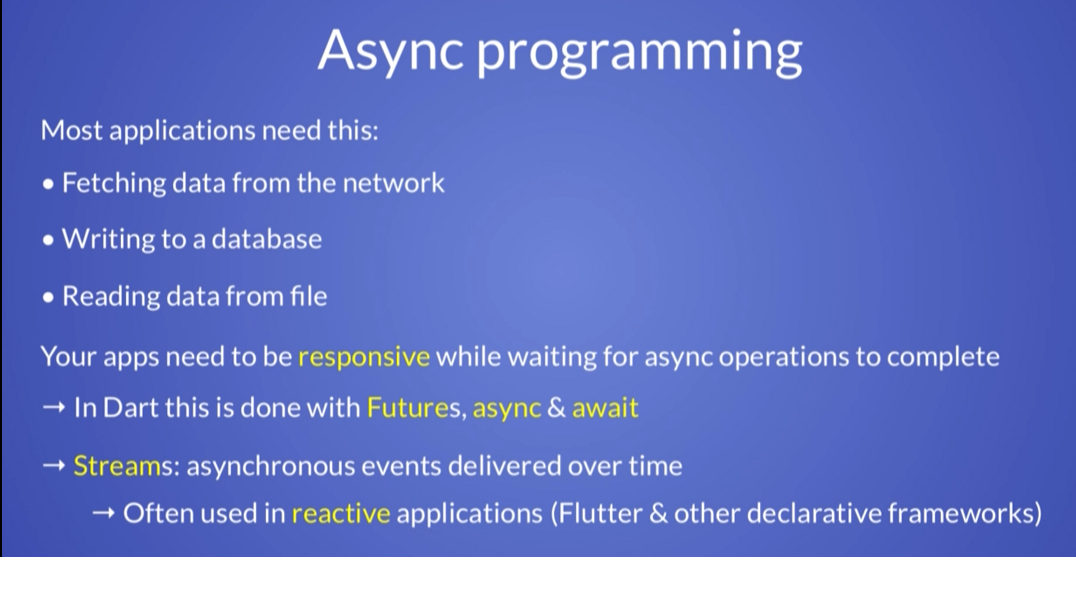 Async programming
Most applications need this:
• Fetching data from the network
• Writing to a database
• Reading data from file
Your apps need to be responsive while waiting for async operations to complete
→ In Dart this is done with Futures, async & await
→ Streams: asynchronous events delivered over time
→ Often used in reactive applications (Flutter & other declarative frameworks)